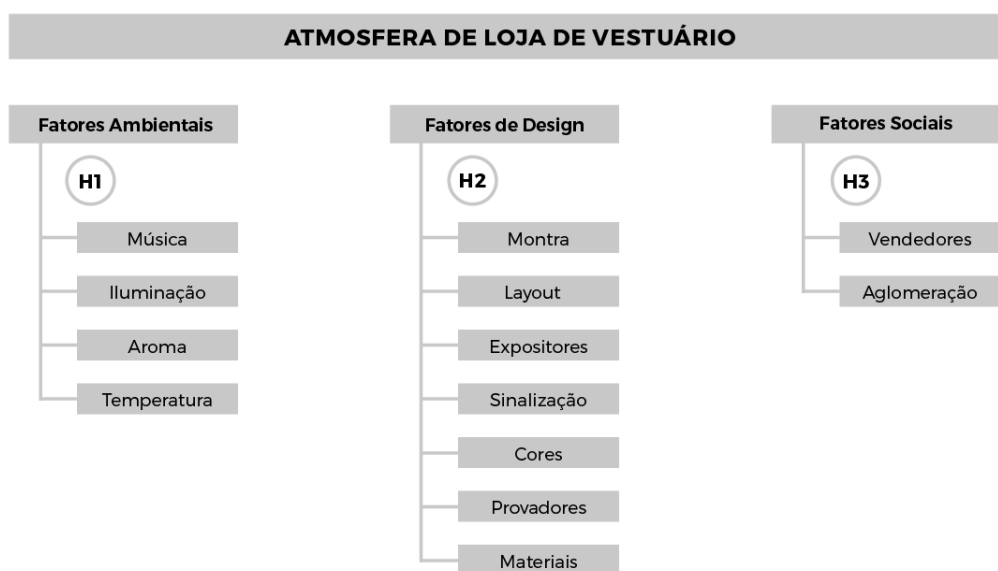 ATMOSFERA DE LOJA DE VESTUÁRIO
Fatores Ambientais
H1
Música
Iluminação
Aroma
Temperatura
Fatores de Design
H2
Montra
Layout
Expositores
Sinalização
Cores
Provadores
Materiais
Fatores Sociais
H3
Vendedores
Aglomeração